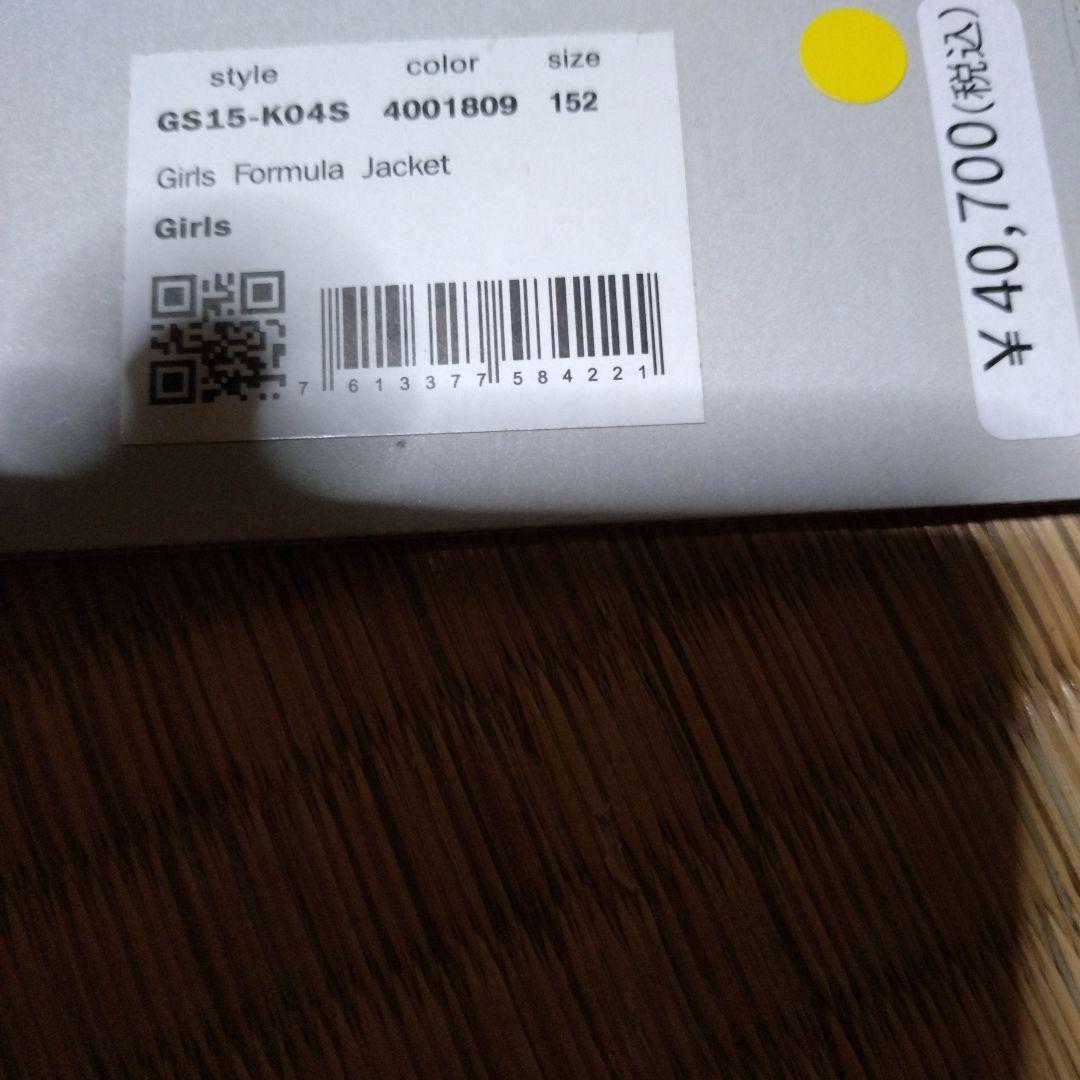 style color size
GS15-K04S 4001809 152
Girls Formula Jacket
Girls
7 613377 584221
¥40,700(税込)